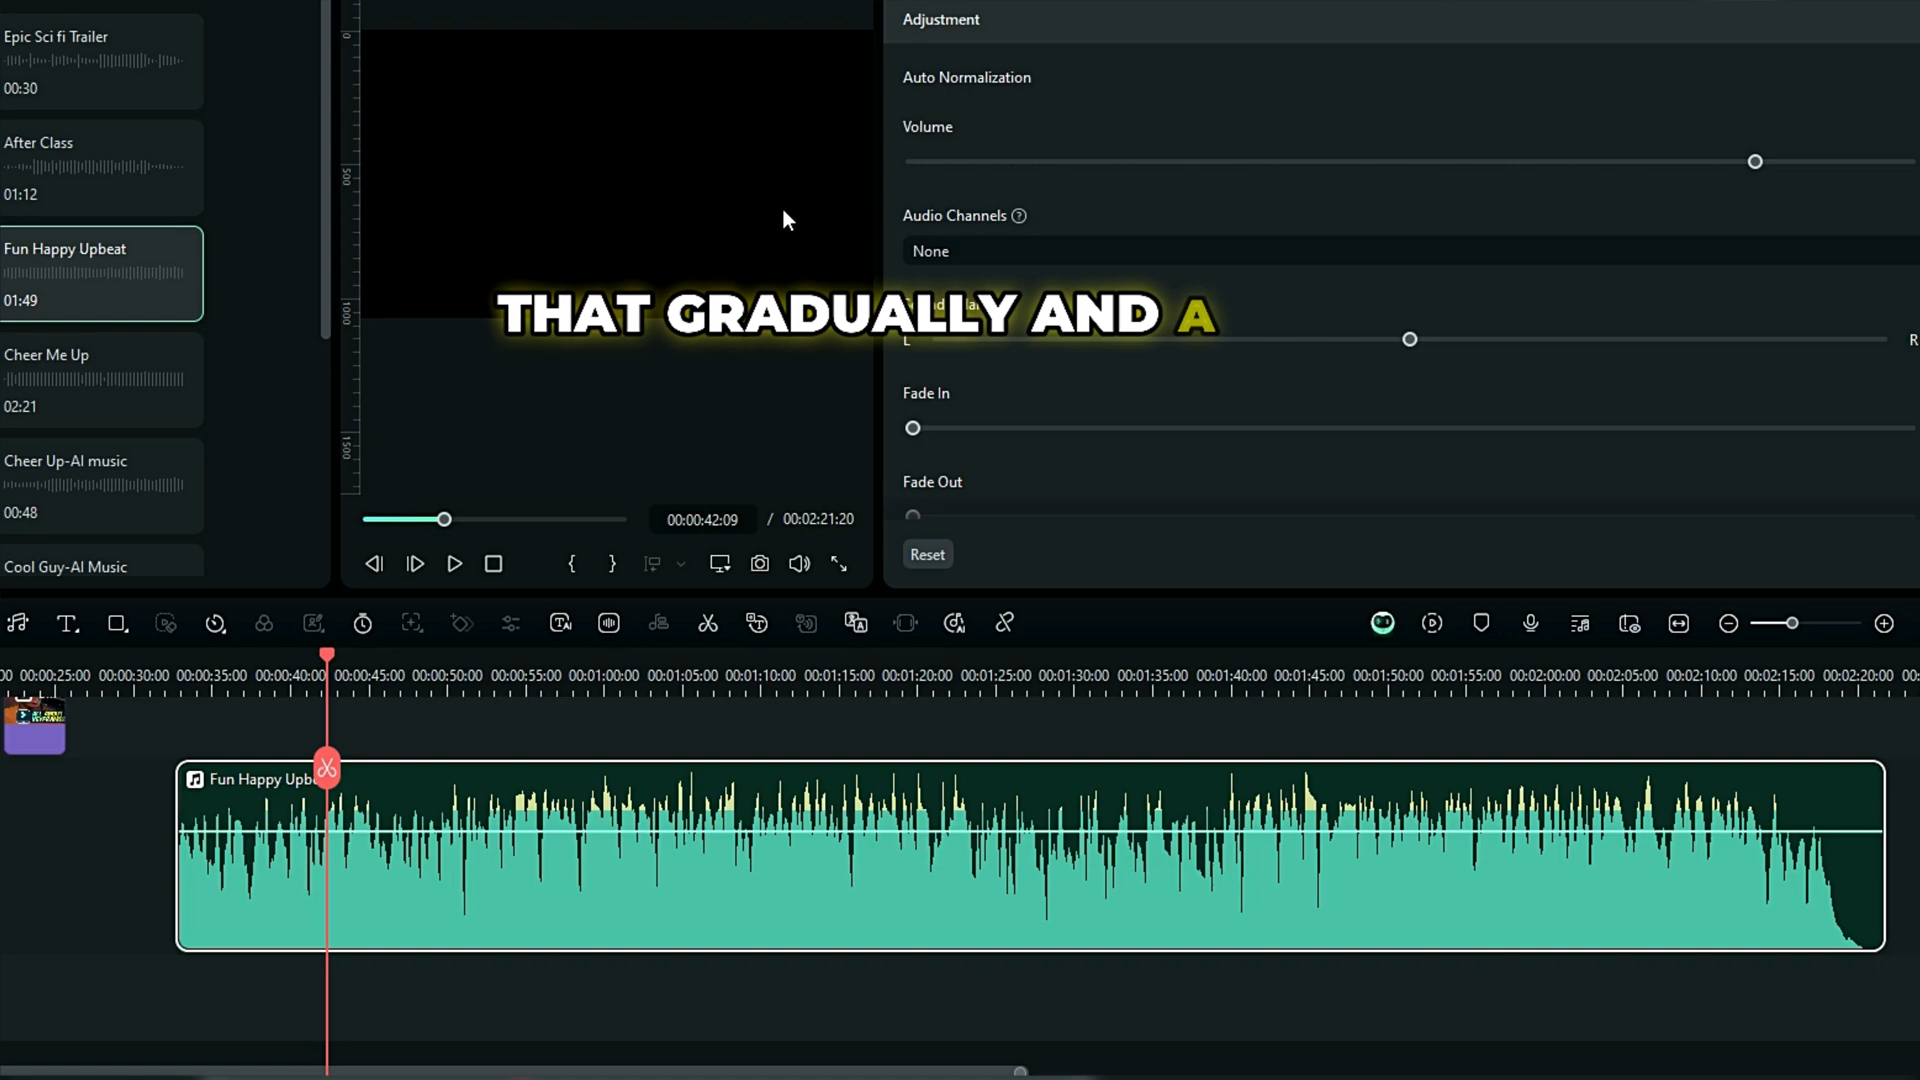 Epic Sci fi Trailer
00:30
After Class
01:12
Fun Happy Upbeat
01:49
Cheer Me Up
02:21
Cheer Up-AI music
00:48
Cool Guy-AI Music
0
500
1000
1500
00:00:42:09 / 00:02:21:20
Adjustment
Auto Normalization
Volume
Audio Channels
None
THAT GRADUALLY AND A
L
R
Fade In
Fade Out
Reset
00 00:00:25:00 00:00:30:00 00:00:35:00 00:00:40:00 00:00:45:00 00:00:50:00 00:00:55:00 00:01:00:00 00:01:05:00 00:01:10:00 00:01:15:00 00:01:20:00 00:01:25:00 00:01:30:00 00:01:35:00 00:01:40:00 00:01:45:00 00:01:50:00 00:01:55:00 00:02:00:00 00:02:05:00 00:02:10:00 00:02:15:00 00:02:20:00 00:
Fun Happy Upb